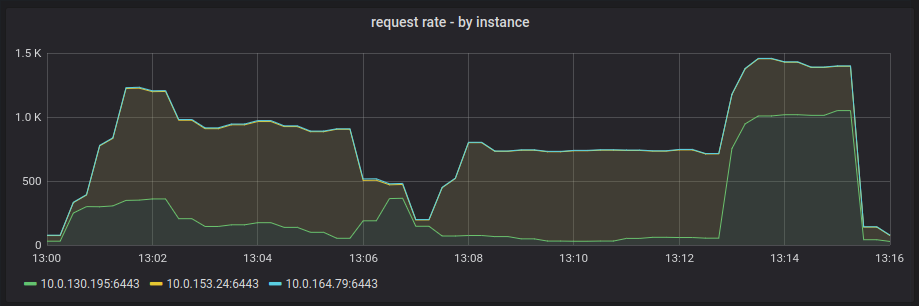 request rate - by instance
1.5 K
1.0 K
500
0
13:00 13:02 13:04 13:06 13:08 13:10 13:12 13:14 13:16
10.0.130.195:6443 10.0.153.24:6443 10.0.164.79:6443